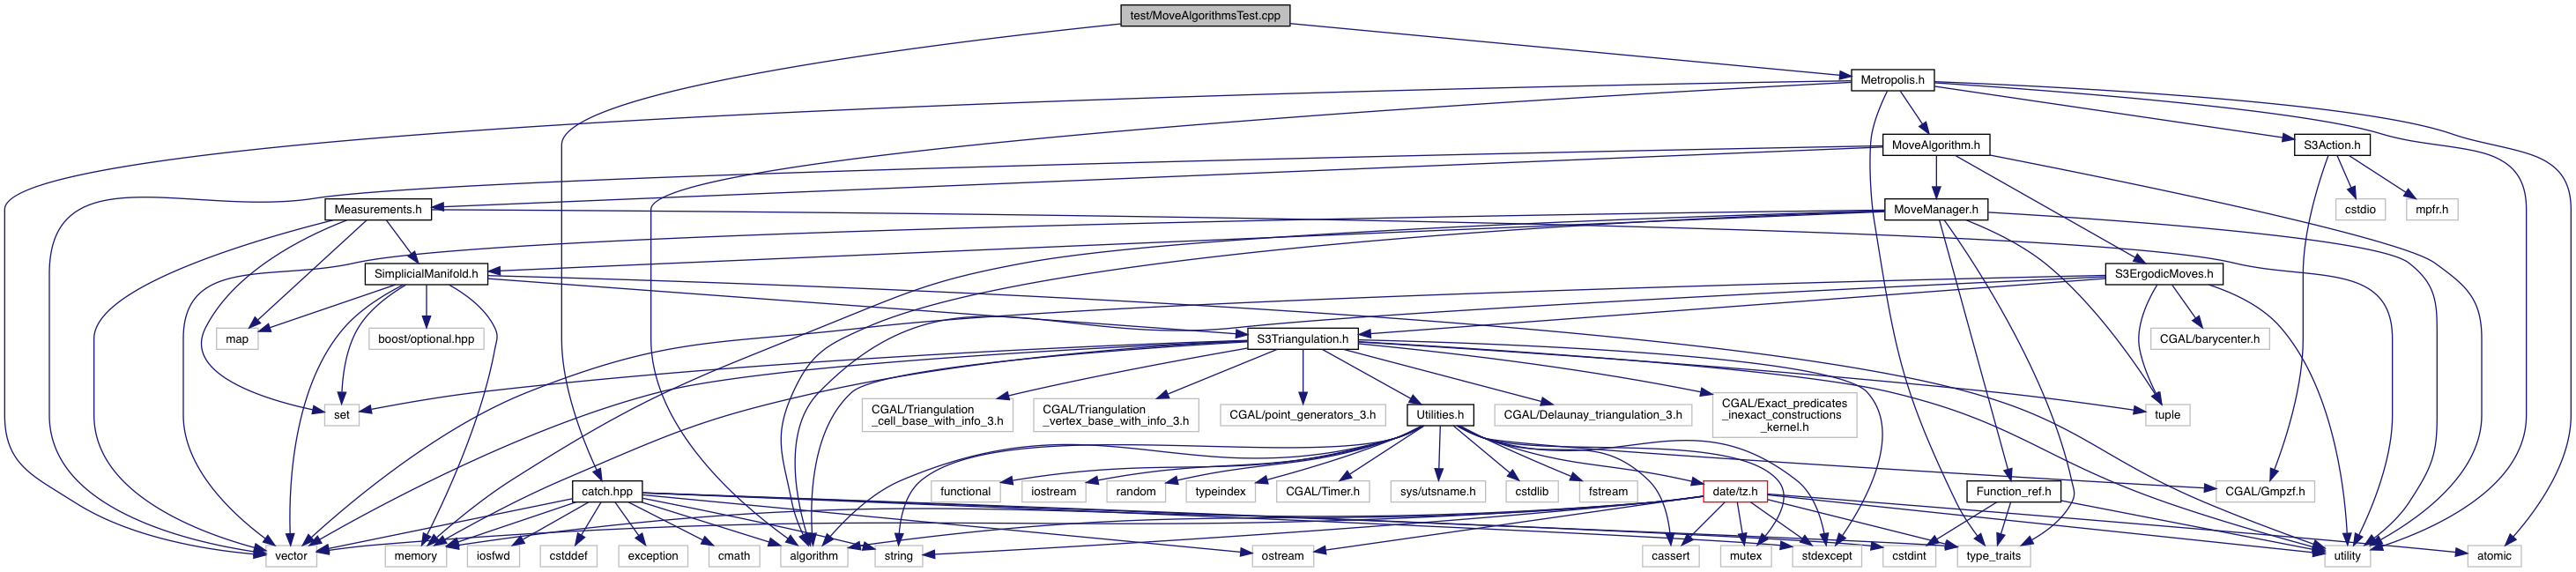 test/MoveAlgorithmsTest.cpp
Metropolis.h
MoveAlgorithm.h
S3Action.h
Measurements.h
MoveManager.h
cstdio
mpfr.h
SimplicialManifold.h
S3ErgodicMoves.h
map
boost/optional.hpp
S3Triangulation.h
CGAL/barycenter.h
set
CGAL/Triangulation
_cell_base_with_info_3.h
CGAL/Triangulation
_vertex_base_with_info_3.h
CGAL/point_generators_3.h
Utilities.h
CGAL/Delaunay_triangulation_3.h
CGAL/Exact_predicates
_inexact_constructions
_kernel.h
tuple
catch.hpp
functional
iostream
random
typeindex
CGAL/Timer.h
sys/utsname.h
cstdlib
fstream
date/tz.h
Function_ref.h
CGAL/Gmpzf.h
vector
memory
iosfwd
cstddef
exception
cmath
algorithm
string
ostream
cassert
mutex
stdexcept
cstdint
type_traits
utility
atomic